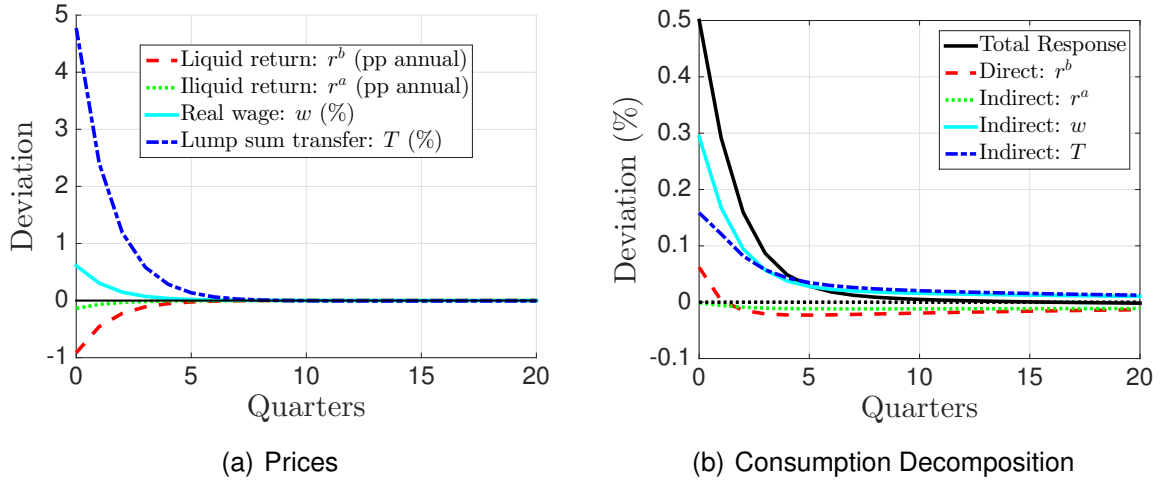 5
4
3
2
1
0
-1
Deviation
Liquid return: r^b (pp annual)
Iliquid return: r^a (pp annual)
Real wage: w (%)
Lump sum transfer: T (%)
0 5 10 15 20
Quarters
(a) Prices
0.5
0.4
0.3
0.2
0.1
0
-0.1
Deviation (%)
Total Response
Direct: r^b
Indirect: r^a
Indirect: w
Indirect: T
0 5 10 15 20
Quarters
(b) Consumption Decomposition